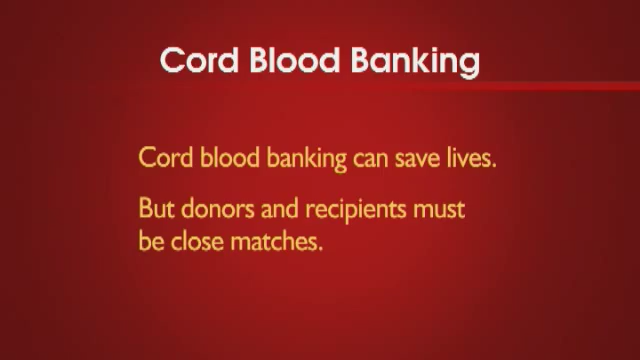 Cord Blood Banking
Cord blood banking can save lives.
But donors and recipients must
be close matches.